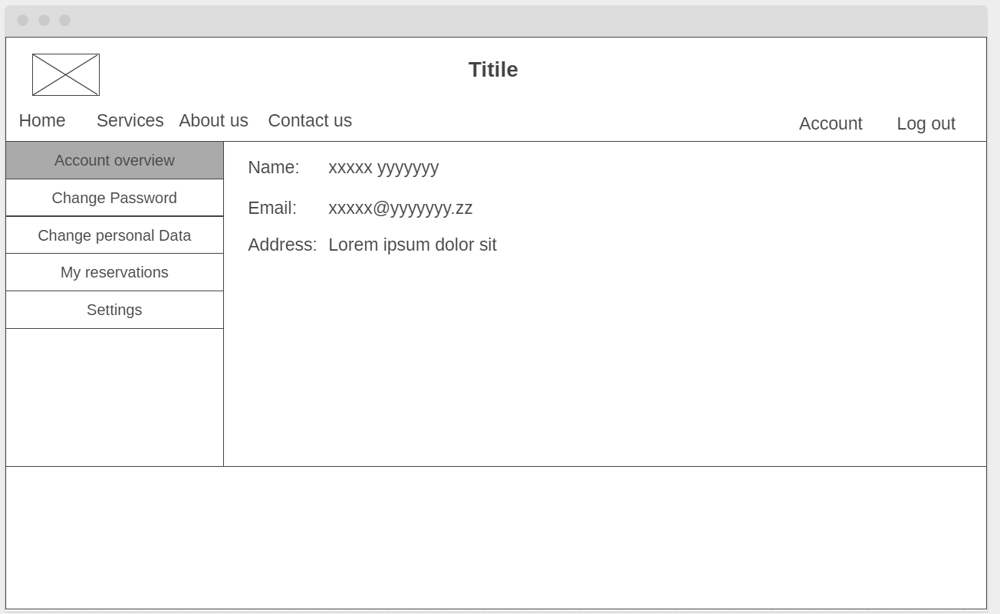 Titile
Home Services About us Contact us Account Log out
Account overview
Change Password
Change personal Data
My reservations
Settings
Name: xxxxx yyyyyyy
Email: xxxxx@yyyyyyy.zz
Address: Lorem ipsum dolor sit